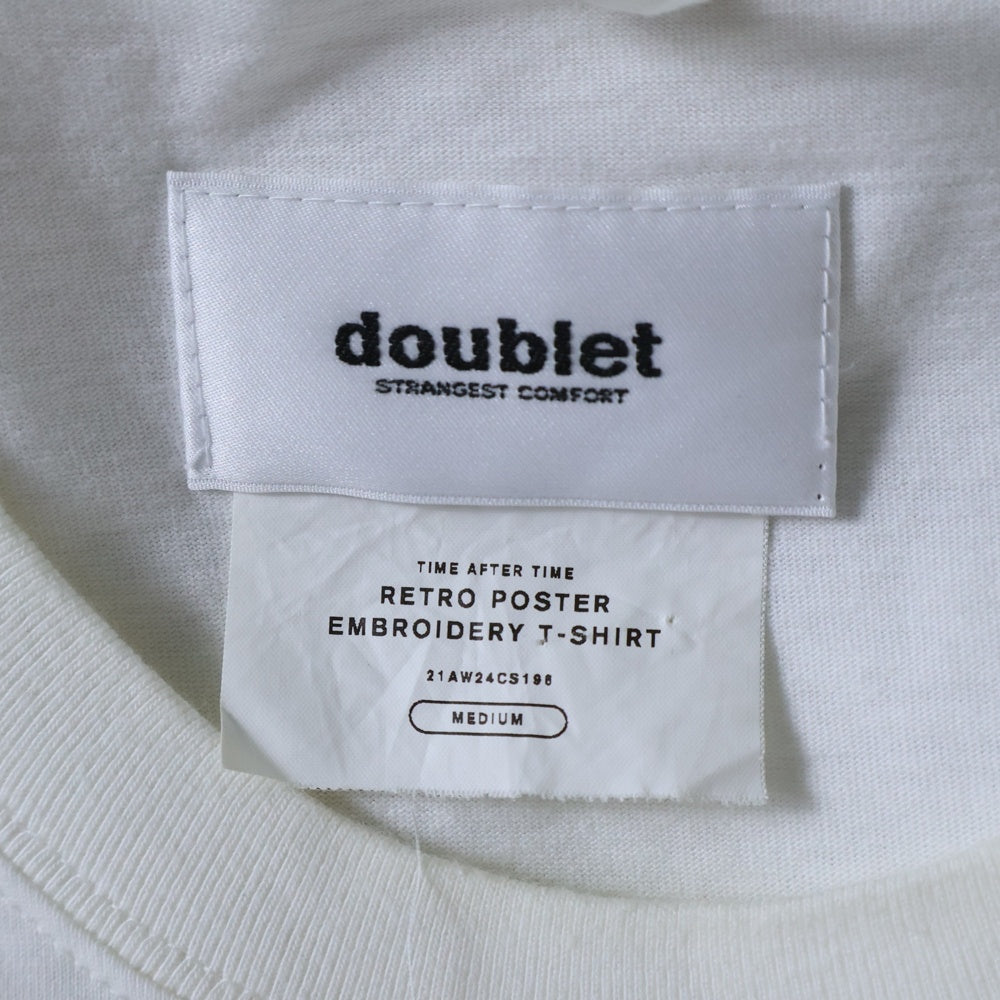 doublet
STRANGEST COMFORT
TIME AFTER TIME
RETRO POSTER
EMBROIDERY T-SHIRT
21AW24CS196
MEDIUM